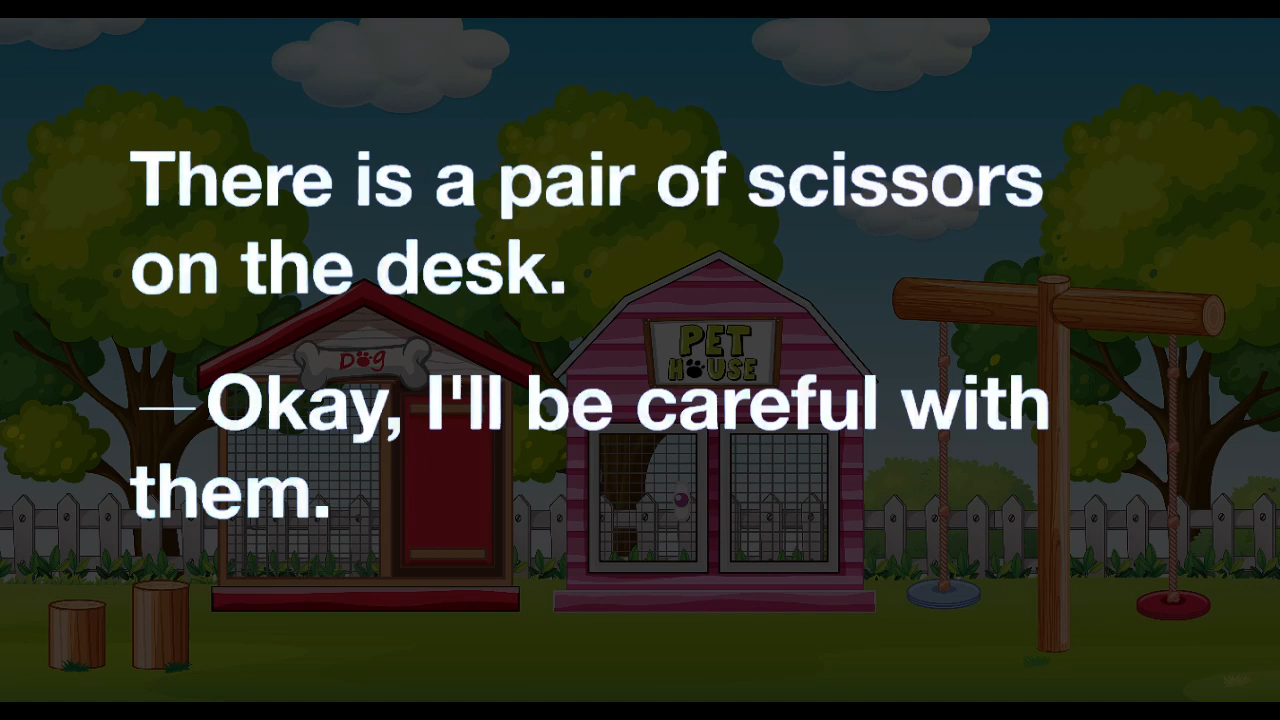 There is a pair of scissors
on the desk.
—Okay, I'll be careful with
them.
Dog
PET
HOUSE